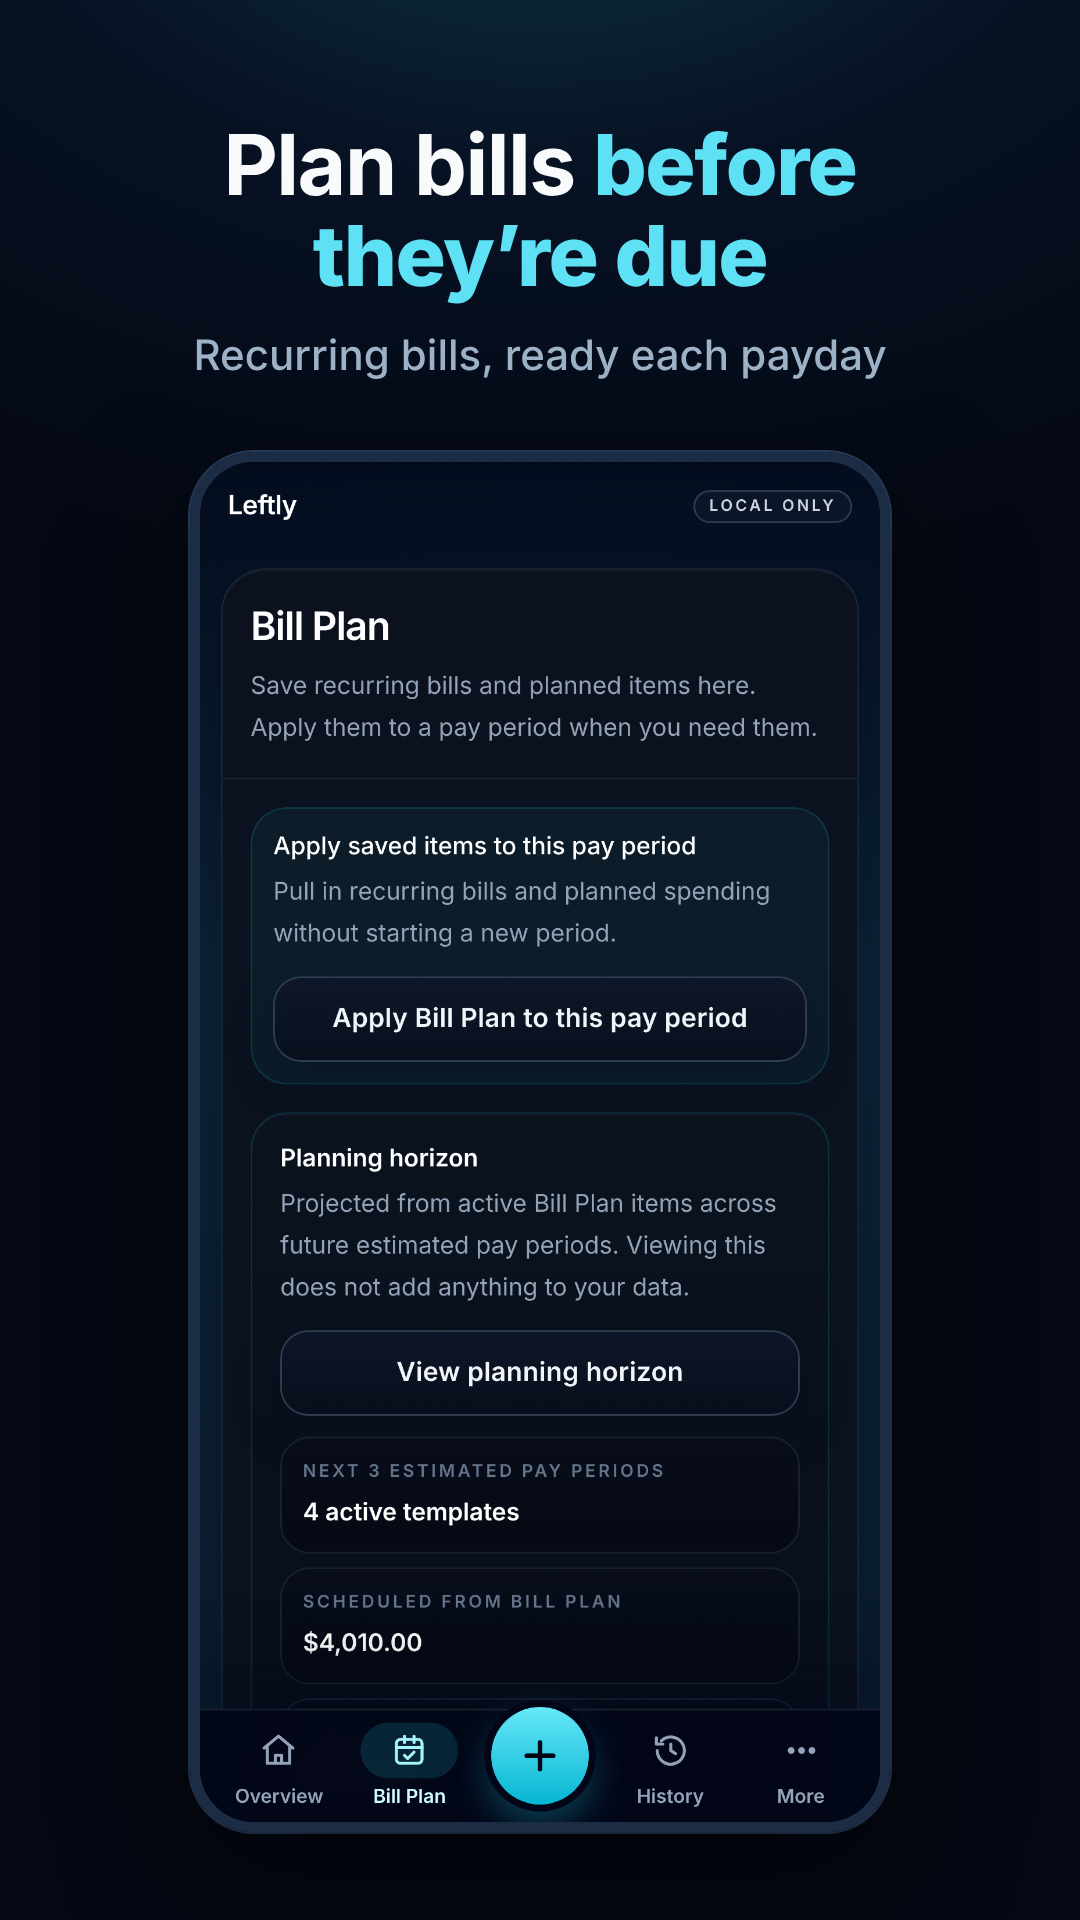 Plan bills before
they’re due
Recurring bills, ready each payday
Leftly
LOCAL ONLY
Bill Plan
Save recurring bills and planned items here.
Apply them to a pay period when you need them.
Apply saved items to this pay period
Pull in recurring bills and planned spending
without starting a new period.
Apply Bill Plan to this pay period
Planning horizon
Projected from active Bill Plan items across
future estimated pay periods. Viewing this
does not add anything to your data.
View planning horizon
NEXT 3 ESTIMATED PAY PERIODS
4 active templates
SCHEDULED FROM BILL PLAN
$4,010.00
Overview
Bill Plan
History
More